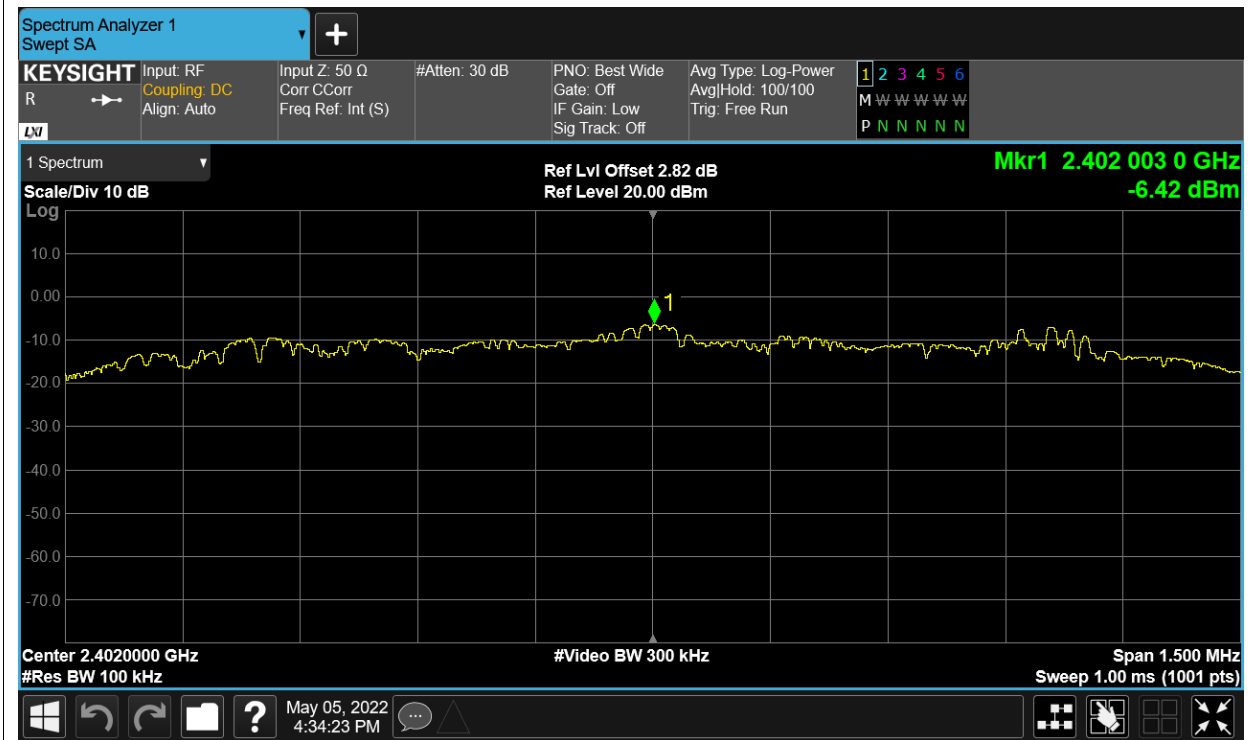 Spectrum Analyzer 1
Swept SA
KEYSIGHT
R
LXI
Input: RF
Coupling: DC
Align: Auto
Input Z: 50 Ω
Corr CCorr
Freq Ref: Int (S)
#Atten: 30 dB
PNO: Best Wide
Gate: Off
IF Gain: Low
Sig Track: Off
Avg Type: Log-Power
Avg|Hold: 100/100
Trig: Free Run
1 2 3 4 5 6
M W W W W W
P N N N N N
1 Spectrum
Scale/Div 10 dB
Log
Ref Lvl Offset 2.82 dB
Ref Level 20.00 dBm
Mkr1 2.402 003 0 GHz
-6.42 dBm
10.0
0.00
1
-10.0
-20.0
-30.0
-40.0
-50.0
-60.0
-70.0
Center 2.4020000 GHz
#Res BW 100 kHz
#Video BW 300 kHz
Span 1.500 MHz
Sweep 1.00 ms (1001 pts)
?
May 05, 2022
4:34:23 PM